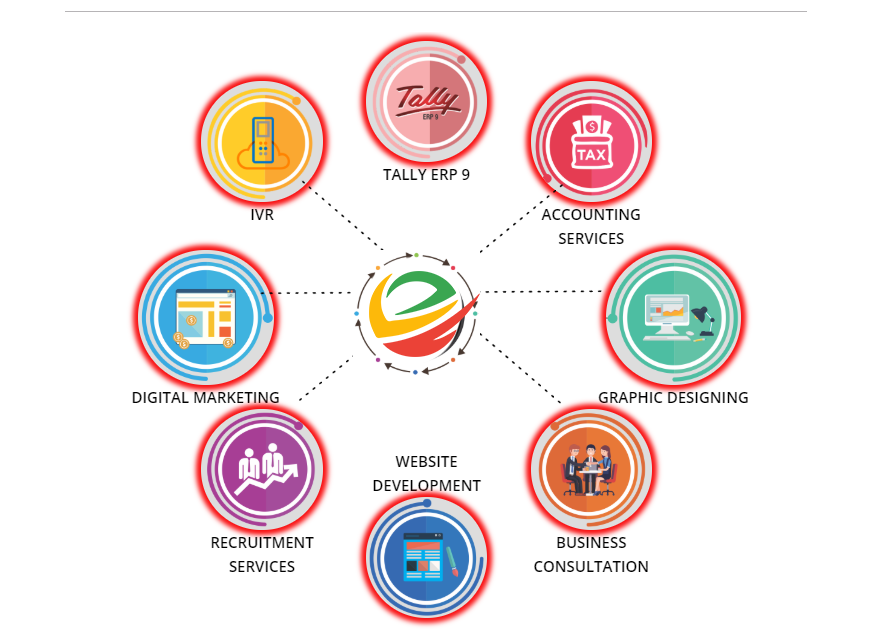 Tally
ERP 9
TALLY ERP 9
TAX
IVR
ACCOUNTING
SERVICES
DIGITAL MARKETING
GRAPHIC DESIGNING
WEBSITE
DEVELOPMENT
RECRUITMENT
SERVICES
BUSINESS
CONSULTATION